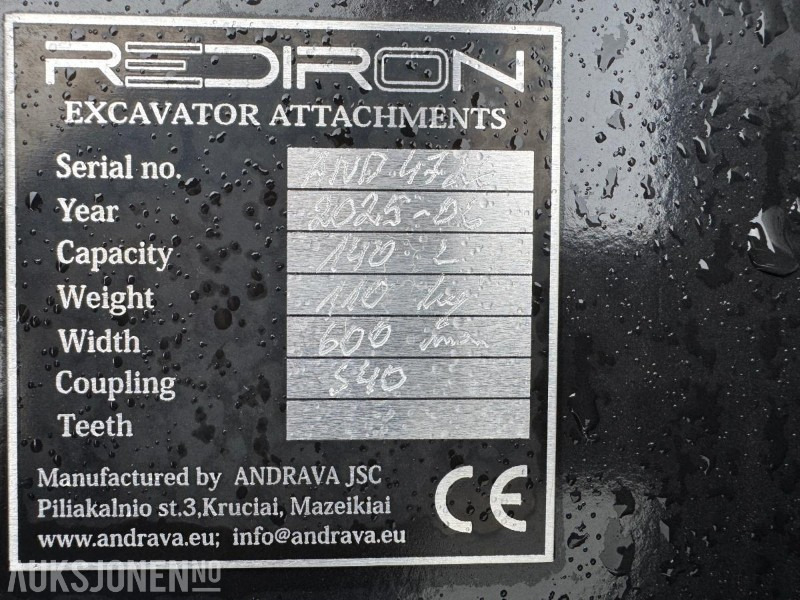 REDIRON
EXCAVATOR ATTACHMENTS
Serial no.
Year 2025-06
Capacity 140 L
Weight 110 kg
Width 600 mm
Coupling S40
Teeth
Manufactured by ANDRAVA JSC
Piliakalnio st.3,Kruciai, Mazeikiai
www.andrava.eu; info@andrava.eu
CE
AUKSJONEN.NO